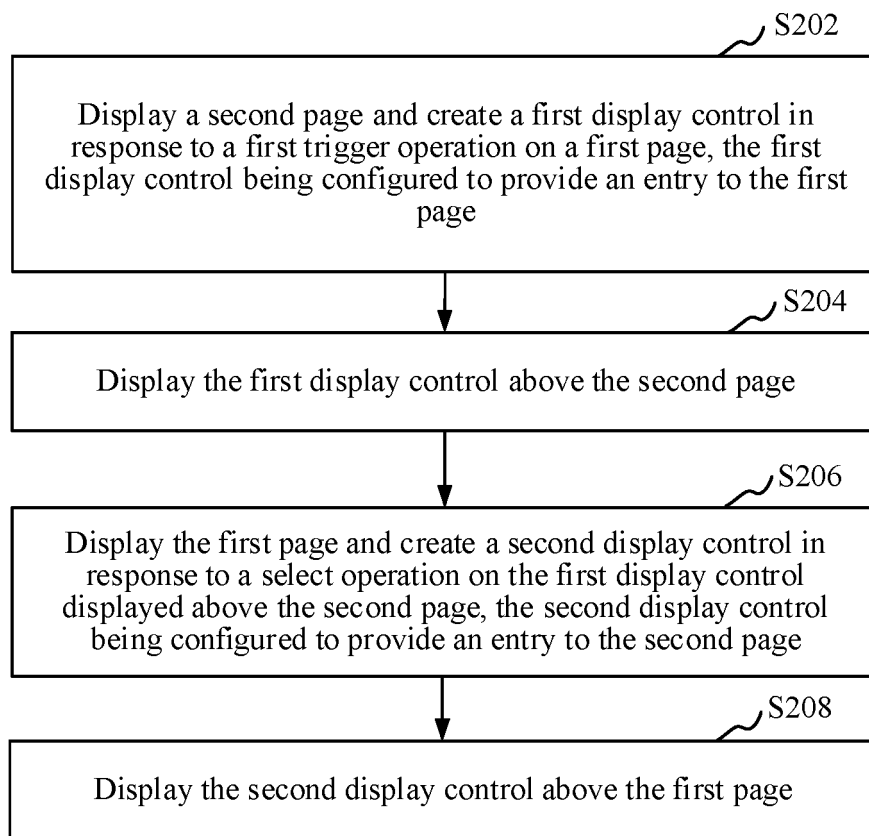 S202
Display a second page and create a first display control in
response to a first trigger operation on a first page, the first
display control being configured to provide an entry to the first
page
S204
Display the first display control above the second page
S206
Display the first page and create a second display control in
response to a select operation on the first display control
displayed above the second page, the second display control
being configured to provide an entry to the second page
S208
Display the second display control above the first page